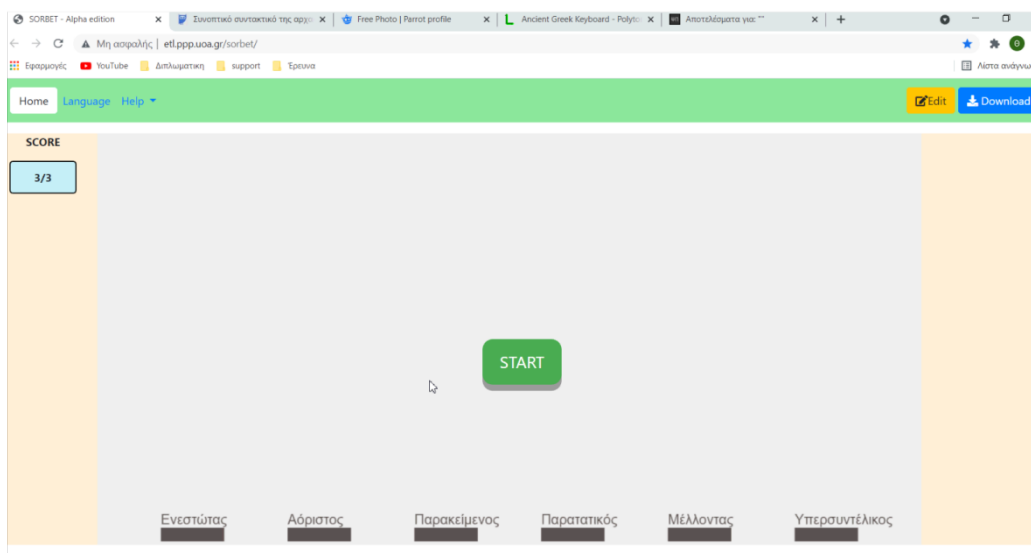 SORBET - Alpha edition
Συνοπτικό συντακτικό της αρχα
Free Photo | Parrot profile
Ancient Greek Keyboard - Polyto
Αποτελέσματα για: ""
Μη ασφαλής | etl.ppp.uoa.gr/sorbet/
Εφαρμογές YouTube Διπλωματικη support Έρευνα
Λίστα ανάγνω
Home Language Help Edit Download
SCORE
3/3
START
Ενεστώτας Αόριστος Παρακείμενος Παρατατικός Μέλλοντας Υπερσυντέλικος